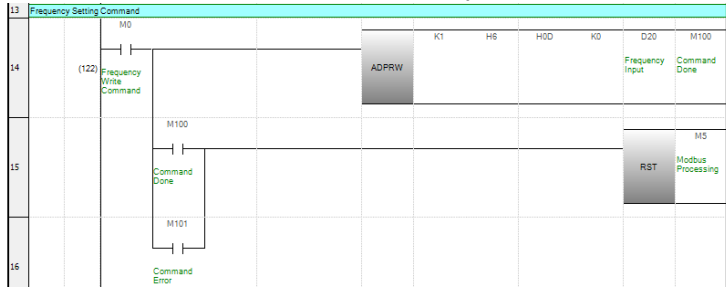 13 Frequency Setting Command
M0
K1 H6 H0D K0 D20 M100
14 (122) ADPRW
Frequency
Write
Command
Frequency
Input
Command
Done
M100
M5
15 RST
Command
Done
Modbus
Processing
M101
16
Command
Error